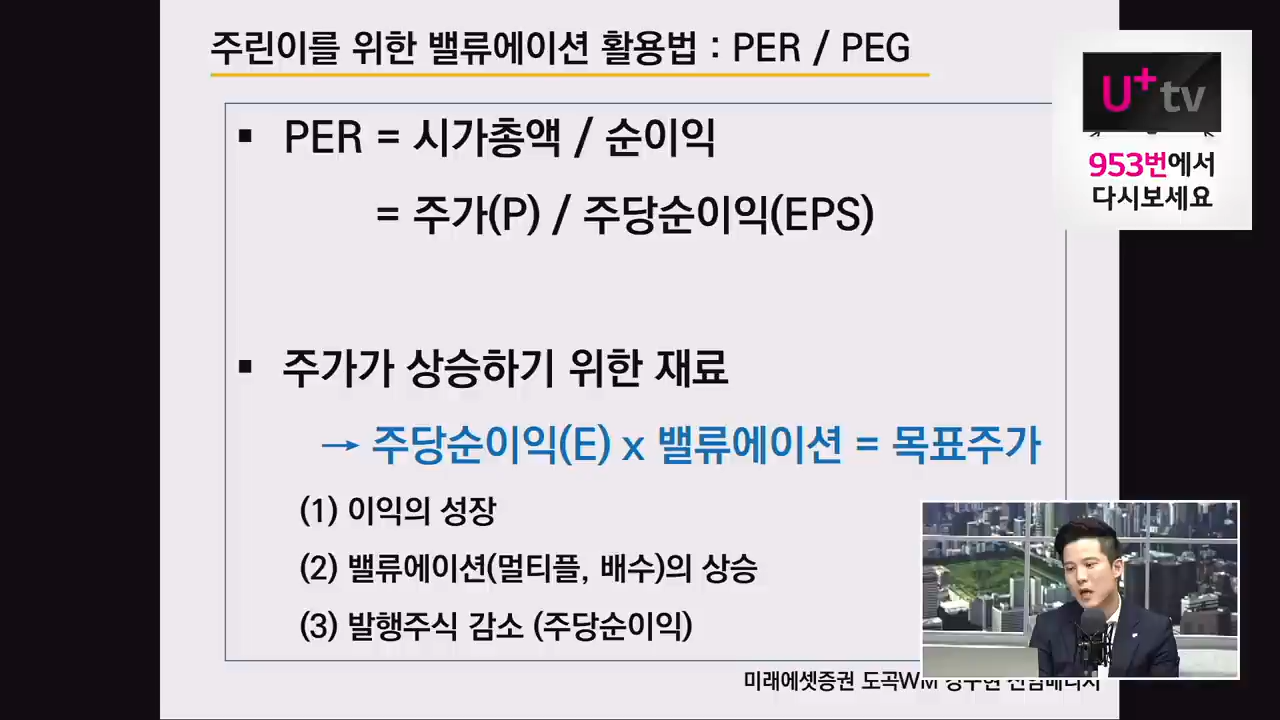 주린이를 위한 밸류에이션 활용법 : PER / PEG
U+ tv
953번에서
다시보세요
▪ PER = 시가총액 / 순이익
= 주가(P) / 주당순이익(EPS)
▪ 주가가 상승하기 위한 재료
→ 주당순이익(E) x 밸류에이션 = 목표주가
(1) 이익의 성장
(2) 밸류에이션(멀티플, 배수)의 상승
(3) 발행주식 감소 (주당순이익)
미래에셋증권 도곡WM